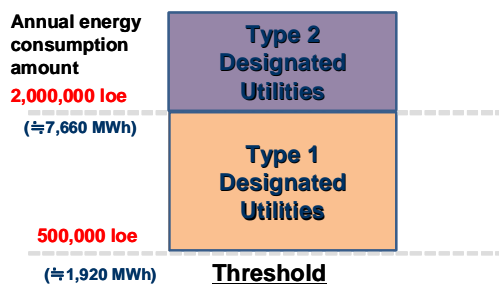 Annual energy
consumption
amount
2,000,000 loe
(≒7,660 MWh)
Type 2
Designated
Utilities
Type 1
Designated
Utilities
500,000 loe
(≒1,920 MWh)
Threshold